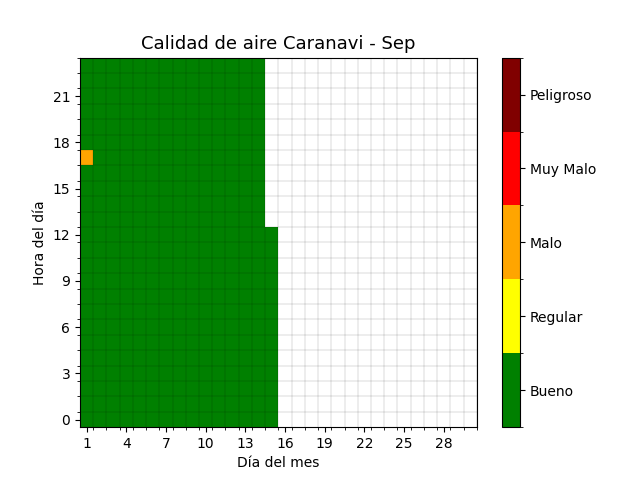 Calidad de aire Caranavi - Sep
Hora del día
21
18
15
12
9
6
3
0
1 4 7 10 13 16 19 22 25 28
Día del mes
Peligroso
Muy Malo
Malo
Regular
Bueno